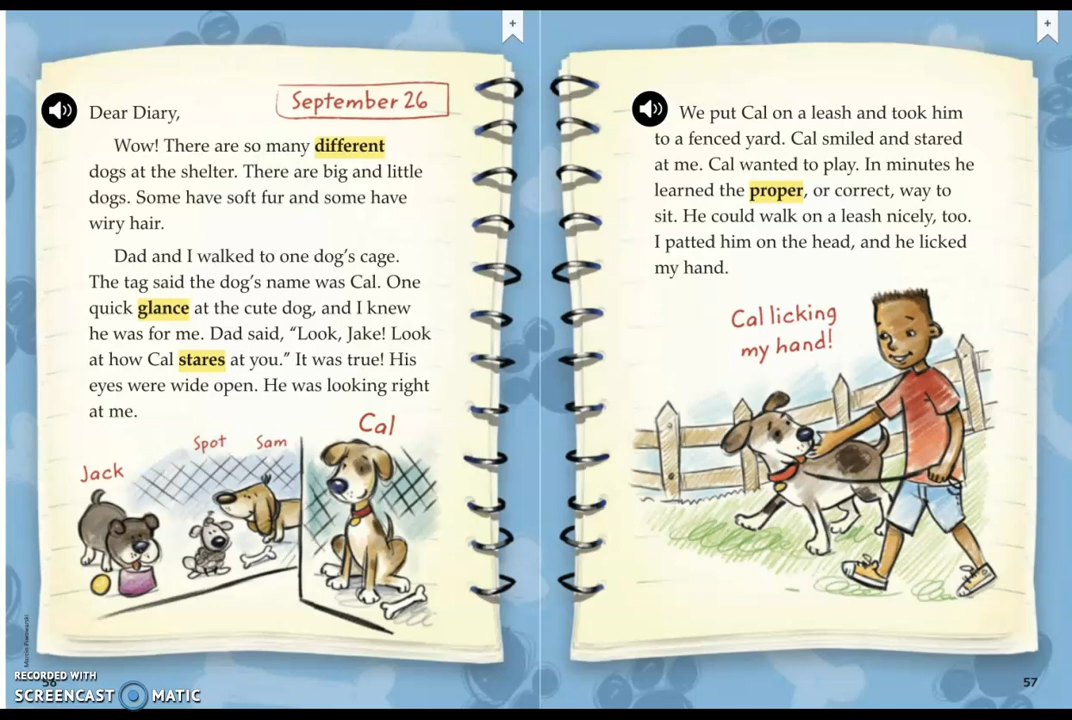 September 26
Dear Diary,
Wow! There are so many different
dogs at the shelter. There are big and little
dogs. Some have soft fur and some have
wiry hair.
Dad and I walked to one dog's cage.
The tag said the dog's name was Cal. One
quick glance at the cute dog, and I knew
he was for me. Dad said, “Look, Jake! Look
at how Cal stares at you.” It was true! His
eyes were wide open. He was looking right
at me.
Cal
Spot Sam
Jack
RECORDED WITH
SCREENCAST MATIC
We put Cal on a leash and took him
to a fenced yard. Cal smiled and stared
at me. Cal wanted to play. In minutes he
learned the proper, or correct, way to
sit. He could walk on a leash nicely, too.
I patted him on the head, and he licked
my hand.
Cal licking
my hand!
57